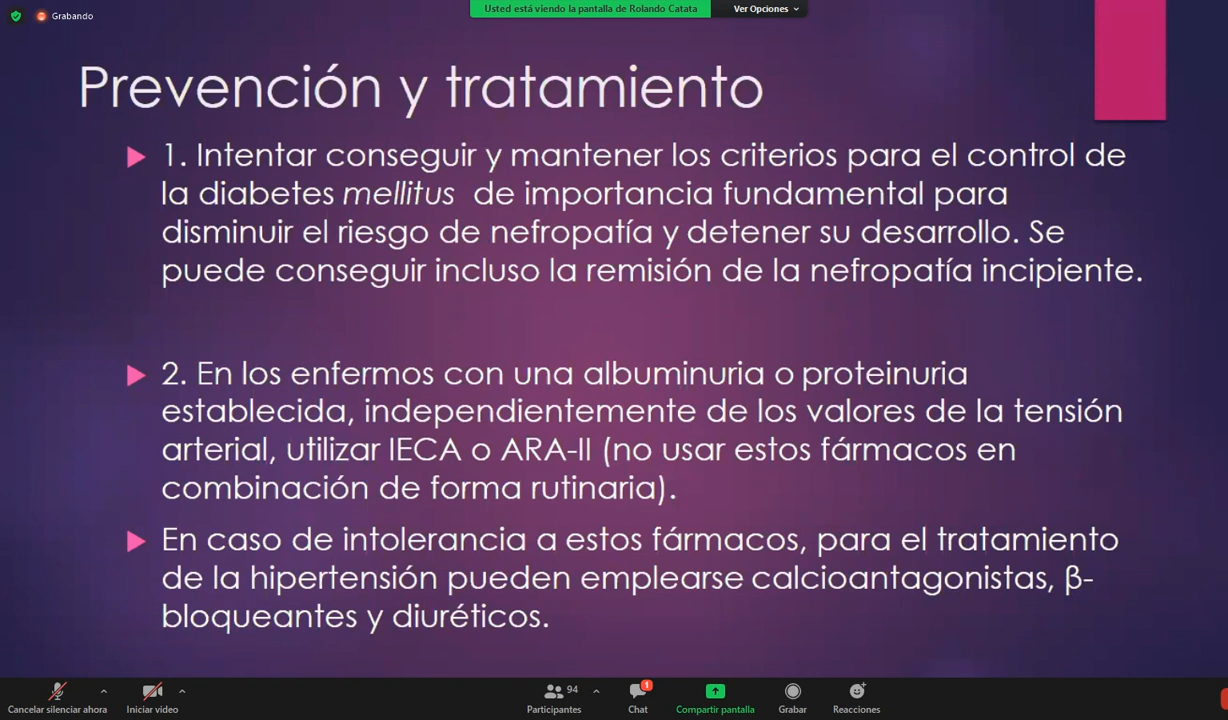 Grabando
Usted está viendo la pantalla de Rolando Catata
Ver Opciones
Prevención y tratamiento
1. Intentar conseguir y mantener los criterios para el control de
la diabetes mellitus de importancia fundamental para
disminuir el riesgo de nefropatía y detener su desarrollo. Se
puede conseguir incluso la remisión de la nefropatía incipiente.
2. En los enfermos con una albuminuria o proteinuria
establecida, independientemente de los valores de la tensión
arterial, utilizar IECA o ARA-II (no usar estos fármacos en
combinación de forma rutinaria).
En caso de intolerancia a estos fármacos, para el tratamiento
de la hipertensión pueden emplearse calcioantagonistas, β-
bloqueantes y diuréticos.
Cancelar silenciar ahora
Iniciar video
94
Participantes
1
Chat
Compartir pantalla
Grabar
Reacciones